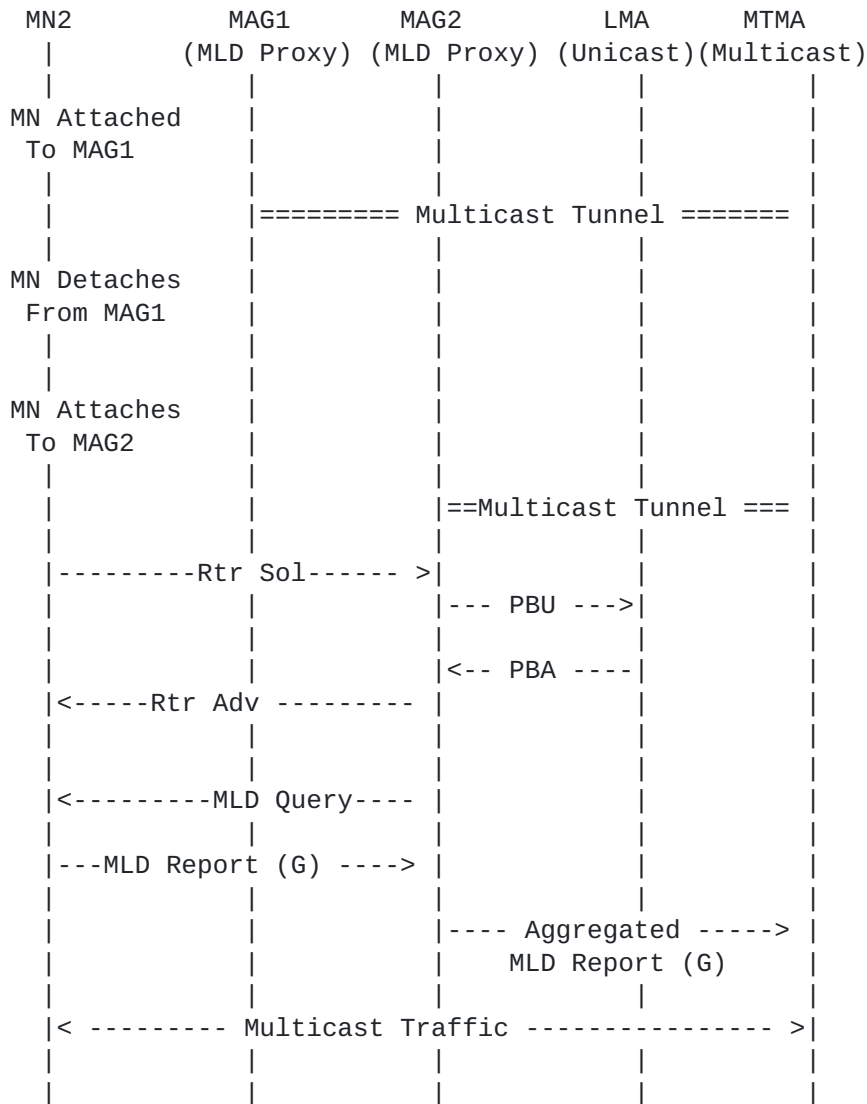 MN2 MAG1 MAG2 LMA MTMA
(MLD Proxy) (MLD Proxy) (Unicast)(Multicast)
MN Attached
To MAG1
========= Multicast Tunnel =======
MN Detaches
From MAG1
MN Attaches
To MAG2
==Multicast Tunnel ===
---------Rtr Sol------ >
--- PBU --->
<-- PBA ----
<-----Rtr Adv ---------
<---------MLD Query----
---MLD Report (G) ---->
---- Aggregated ----->
MLD Report (G)
< --------- Multicast Traffic ---------------- >